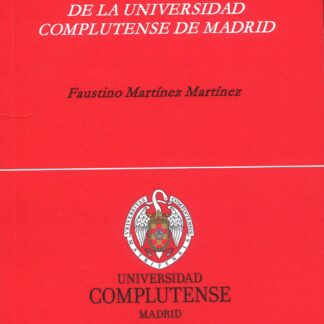 DE LA UNIVERSIDAD
COMPLUTENSE DE MADRID
Faustino Martínez Martínez
UNIVERSIDAD
COMPLUTENSE
MADRID